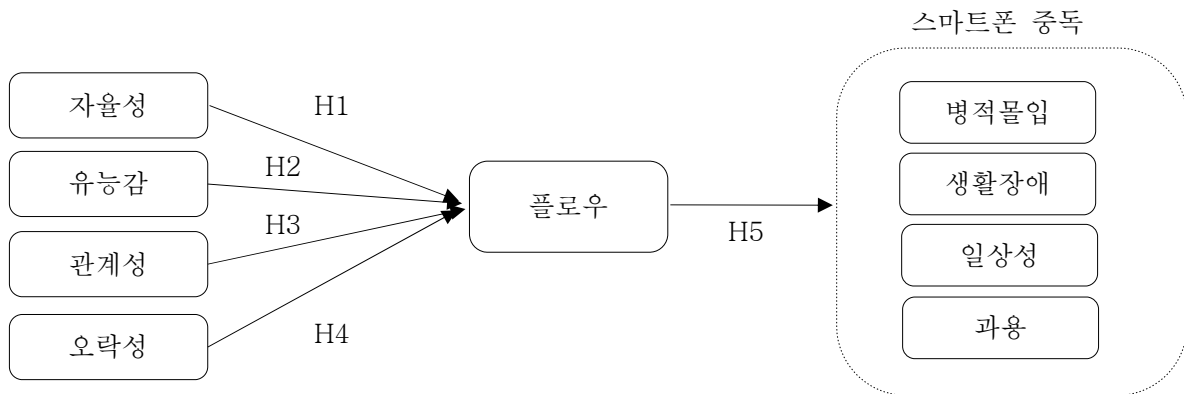 스마트폰 중독
자율성
H1
병적몰입
유능감
H2
생활장애
플로우
관계성
H3
H5
일상성
오락성
H4
과용